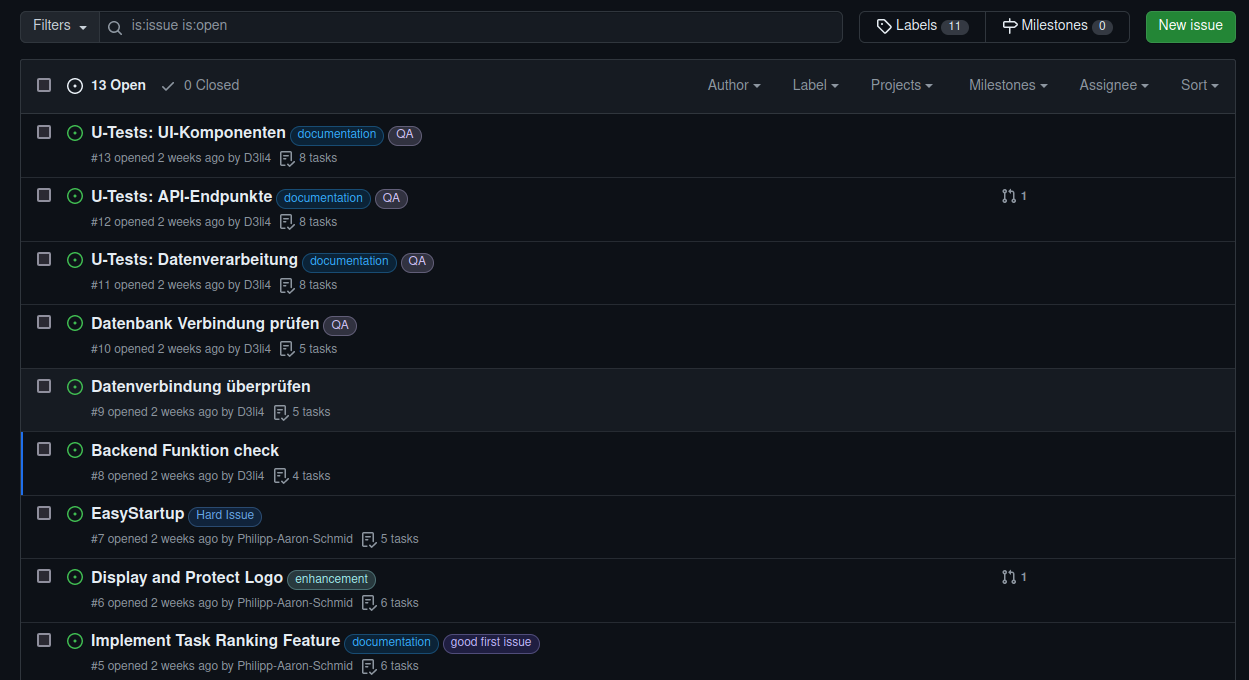 Filters is:issue is:open Labels 11 Milestones 0 New issue
13 Open 0 Closed Author Label Projects Milestones Assignee Sort
U-Tests: UI-Komponenten documentation QA
#13 opened 2 weeks ago by D3li4 8 tasks
U-Tests: API-Endpunkte documentation QA 1
#12 opened 2 weeks ago by D3li4 8 tasks
U-Tests: Datenverarbeitung documentation QA
#11 opened 2 weeks ago by D3li4 8 tasks
Datenbank Verbindung prüfen QA
#10 opened 2 weeks ago by D3li4 5 tasks
Datenverbindung überprüfen
#9 opened 2 weeks ago by D3li4 5 tasks
Backend Funktion check
#8 opened 2 weeks ago by D3li4 4 tasks
EasyStartup Hard Issue
#7 opened 2 weeks ago by Philipp-Aaron-Schmid 5 tasks
Display and Protect Logo enhancement 1
#6 opened 2 weeks ago by Philipp-Aaron-Schmid 6 tasks
Implement Task Ranking Feature documentation good first issue
#5 opened 2 weeks ago by Philipp-Aaron-Schmid 6 tasks